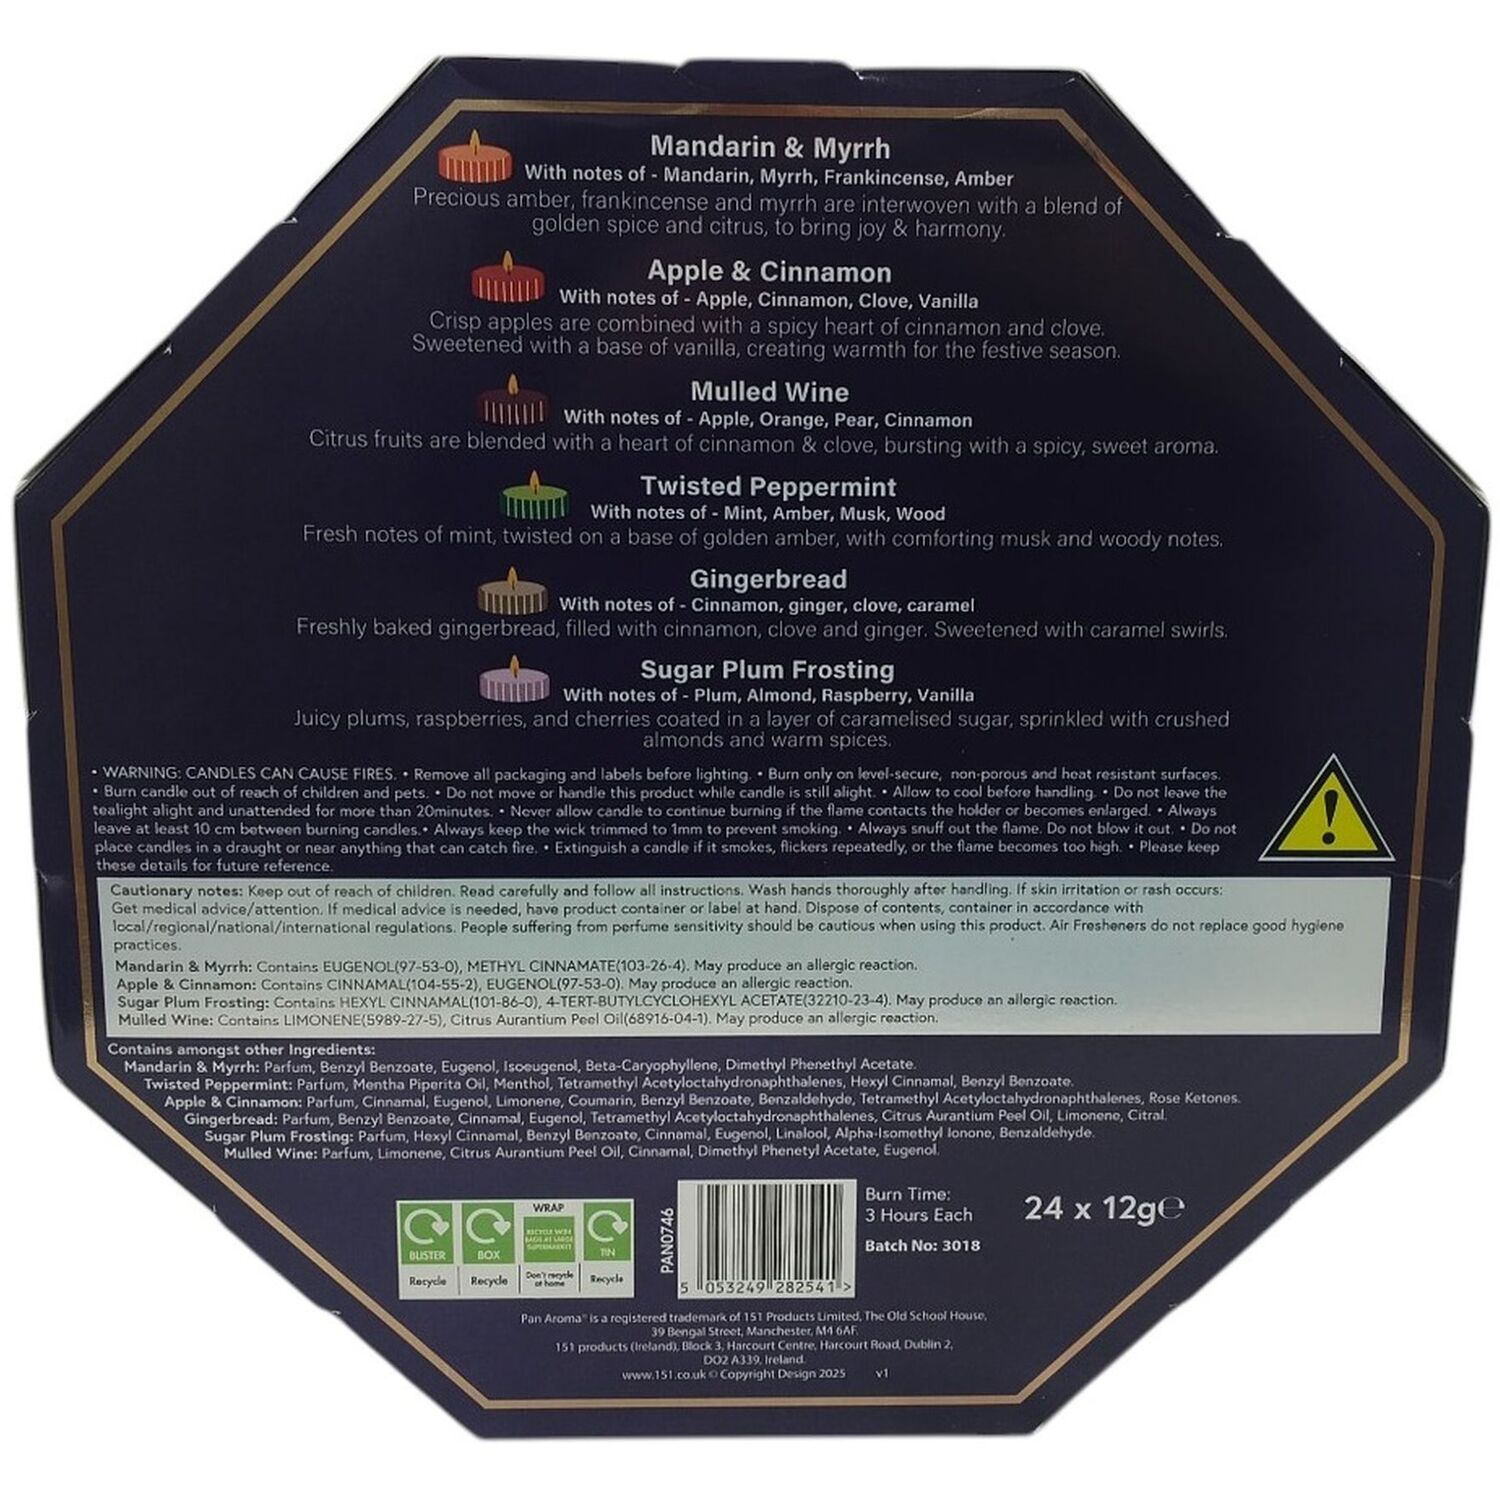 Mandarin & Myrrh
With notes of - Mandarin, Myrrh, Frankincense, Amber
Precious amber, frankincense and myrrh are interwoven with a blend of
golden spice and citrus, to bring joy & harmony.
Apple & Cinnamon
With notes of - Apple, Cinnamon, Clove, Vanilla
Crisp apples are combined with a spicy heart of cinnamon and clove.
Sweetened with a base of vanilla, creating warmth for the festive season.
Mulled Wine
With notes of - Apple, Orange, Pear, Cinnamon
Citrus fruits are blended with a heart of cinnamon & clove, bursting with a spicy, sweet aroma.
Twisted Peppermint
With notes of - Mint, Amber, Musk, Wood
Fresh notes of mint, twisted on a base of golden amber, with comforting musk and woody notes.
Gingerbread
With notes of - Cinnamon, ginger, clove, caramel
Freshly baked gingerbread, filled with cinnamon, clove and ginger. Sweetened with caramel swirls.
Sugar Plum Frosting
With notes of - Plum, Almond, Raspberry, Vanilla
Juicy plums, raspberries, and cherries coated in a layer of caramelised sugar, sprinkled with crushed
almonds and warm spices.
• WARNING: CANDLES CAN CAUSE FIRES. • Remove all packaging and labels before lighting. • Burn only on level-secure, non-porous and heat resistant surfaces.
• Burn candle out of reach of children and pets. • Do not move or handle this product while candle is still alight. • Allow to cool before handling. • Do not leave the
tealight alight and unattended for more than 20minutes. • Never allow candle to continue burning if the flame contacts the holder or becomes enlarged. • Always
leave at least 10 cm between burning candles.• Always keep the wick trimmed to 1mm to prevent smoking. • Always snuff out the flame. Do not blow it out. • Do not
place candles in a draught or near anything that can catch fire. • Extinguish a candle if it smokes, flickers repeatedly, or the flame becomes too high. • Please keep
these details for future reference.
Cautionary notes: Keep out of reach of children. Read carefully and follow all instructions. Wash hands thoroughly after handling. If skin irritation or rash occurs:
Get medical advice/attention. If medical advice is needed, have product container or label at hand. Dispose of contents, container in accordance with
local/regional/national/international regulations. People suffering from perfume sensitivity should be cautious when using this product. Air Fresheners do not replace good hygiene
practices.
Mandarin & Myrrh: Contains EUGENOL(97-53-0), METHYL CINNAMATE(103-26-4). May produce an allergic reaction.
Apple & Cinnamon: Contains CINNAMAL(104-55-2), EUGENOL(97-53-0). May produce an allergic reaction.
Sugar Plum Frosting: Contains HEXYL CINNAMAL(101-86-0), 4-TERT-BUTYLCYCLOHEXYL ACETATE(32210-23-4). May produce an allergic reaction.
Mulled Wine: Contains LIMONENE(5989-27-5), Citrus Aurantium Peel Oil(68916-04-1). May produce an allergic reaction.
Contains amongst other Ingredients:
Mandarin & Myrrh: Parfum, Benzyl Benzoate, Eugenol, Isoeugenol, Beta-Caryophyllene, Dimethyl Phenethyl Acetate.
Twisted Peppermint: Parfum, Mentha Piperita Oil, Menthol, Tetramethyl Acetyloctahydronaphthalenes, Hexyl Cinnamal, Benzyl Benzoate.
Apple & Cinnamon: Parfum, Cinnamal, Eugenol, Limonene, Coumarin, Benzyl Benzoate, Benzaldehyde, Tetramethyl Acetyloctahydronaphthalenes, Rose Ketones.
Gingerbread: Parfum, Benzyl Benzoate, Cinnamal, Eugenol, Tetramethyl Acetyloctahydronaphthalenes, Citrus Aurantium Peel Oil, Limonene, Citral.
Sugar Plum Frosting: Parfum, Hexyl Cinnamal, Benzyl Benzoate, Cinnamal, Eugenol, Linalool, Alpha-Isomethyl Ionone, Benzaldehyde.
Mulled Wine: Parfum, Limonene, Citrus Aurantium Peel Oil, Cinnamal, Dimethyl Phenetyl Acetate, Eugenol.
BLISTER
Recycle
BOX
Recycle
WRAP
RECYCLE WITH
BAGS AT LARGE
SUPERMARKET
Don't recycle
at home
TIN
Recycle
PAN0746
5 053249 282541 >
Burn Time:
3 Hours Each
Batch No: 3018
24 x 12g℮
Pan Aroma® is a registered trademark of 151 Products Limited, The Old School House,
39 Bengal Street, Manchester, M4 6AF.
151 products (Ireland), Block 3, Harcourt Centre, Harcourt Road, Dublin 2,
DO2 A339, Ireland.
www.151.co.uk © Copyright Design 2025 v1